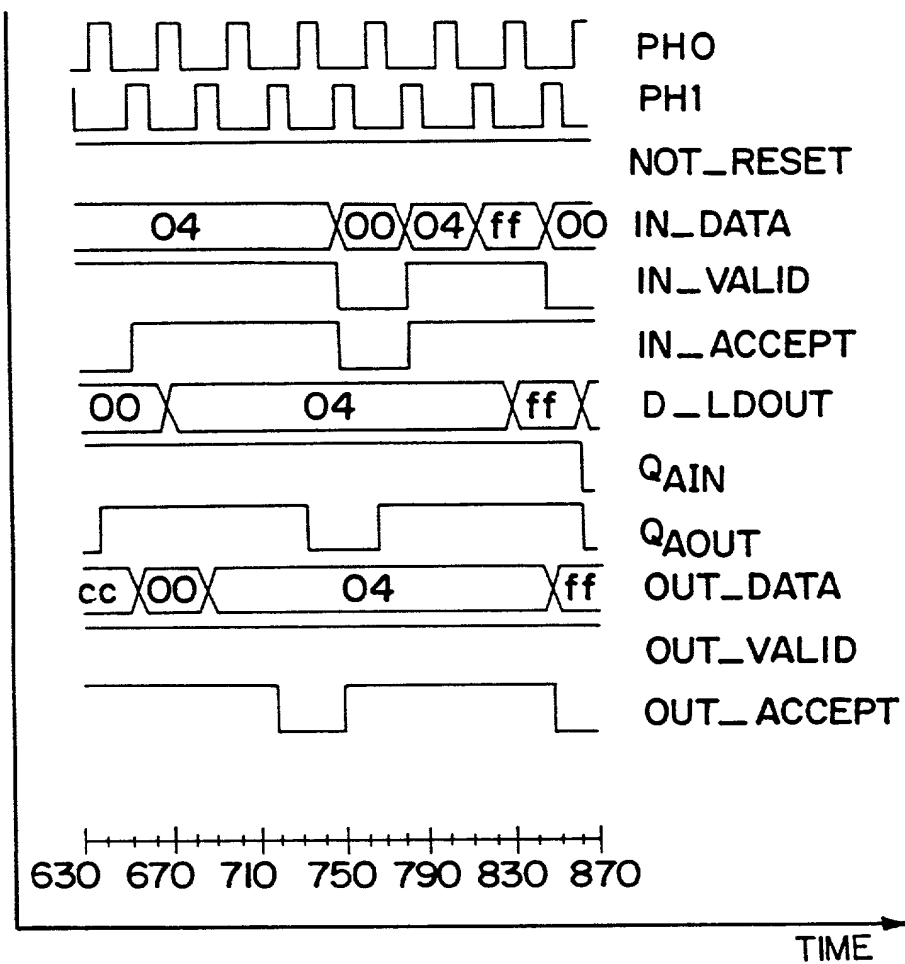 PH0
PH1
NOT_RESET
04 00 04 ff 00 IN_DATA
IN_VALID
IN_ACCEPT
00 04 ff D_LDOUT
QAIN
QAOUT
cc 00 04 ff OUT_DATA
OUT_VALID
OUT_ACCEPT
630 670 710 750 790 830 870
TIME